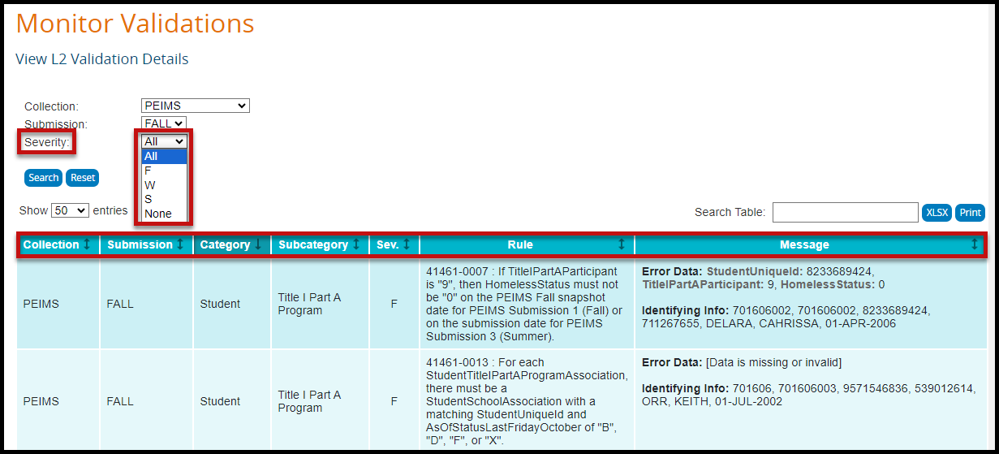 Monitor Validations
View L2 Validation Details
Collection: PEIMS
Submission: FALL
Severity: All
All
F
W
S
None
Search Reset
Show 50 entries
Search Table: XLSX Print
Collection Submission Category Subcategory Sev. Rule Message
PEIMS FALL Student
Title I Part A
Program
F
41461-0007 : If TitleIPartAParticipant
is "9", then HomelessStatus must not
be "0" on the PEIMS Fall snapshot
date for PEIMS Submission 1 (Fall) or
on the submission date for PEIMS
Submission 3 (Summer).
Error Data: StudentUniqueId: 8233689424,
TitleIPartAParticipant: 9, HomelessStatus: 0
Identifying Info: 701606002, 701606002, 8233689424,
711267655, DELARA, CAHRISSA, 01-APR-2006
PEIMS FALL Student
Title I Part A
Program
F
41461-0013 : For each
StudentTitleIPartAProgramAssociation,
there must be a
StudentSchoolAssociation with a
matching StudentUniqueId and
AsOfStatusLastFridayOctober of "B",
"D", "F", or "X".
Error Data: [Data is missing or invalid]
Identifying Info: 701606, 701606003, 9571546836, 539012614,
ORR, KEITH, 01-JUL-2002